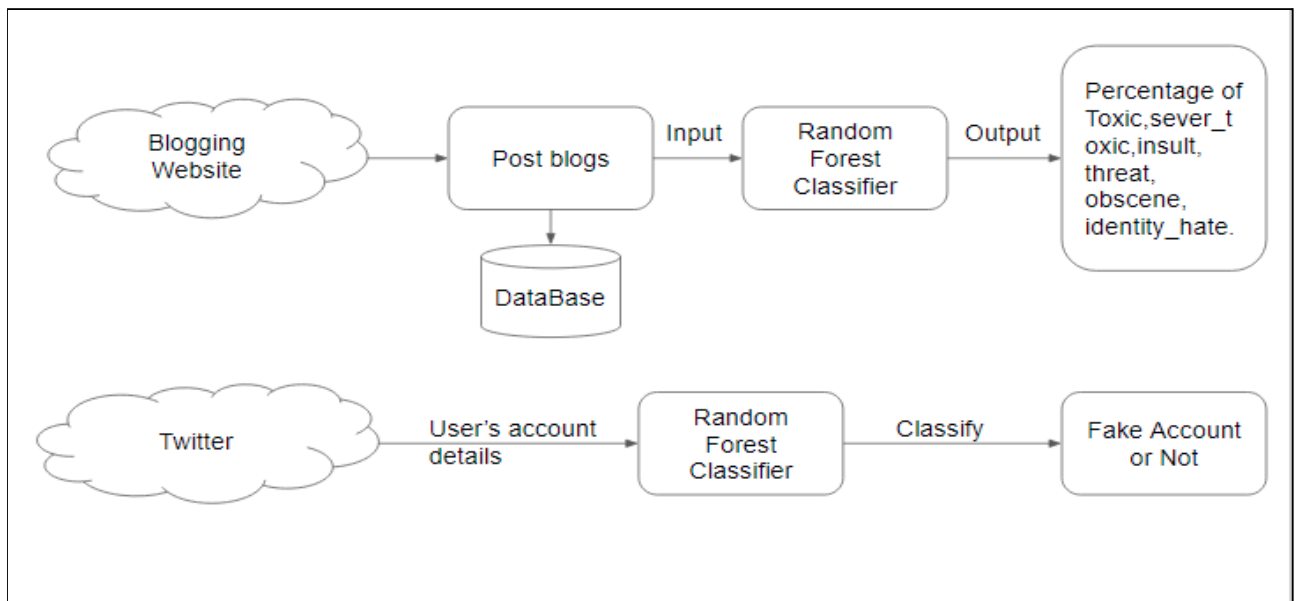 Blogging
Website
Post blogs
Input
Random
Forest
Classifier
Output
Percentage of
Toxic,sever_t
oxic,insult,
threat,
obscene,
identity_hate.
DataBase
Twitter
User's account
details
Random
Forest
Classifier
Classify
Fake Account
or Not